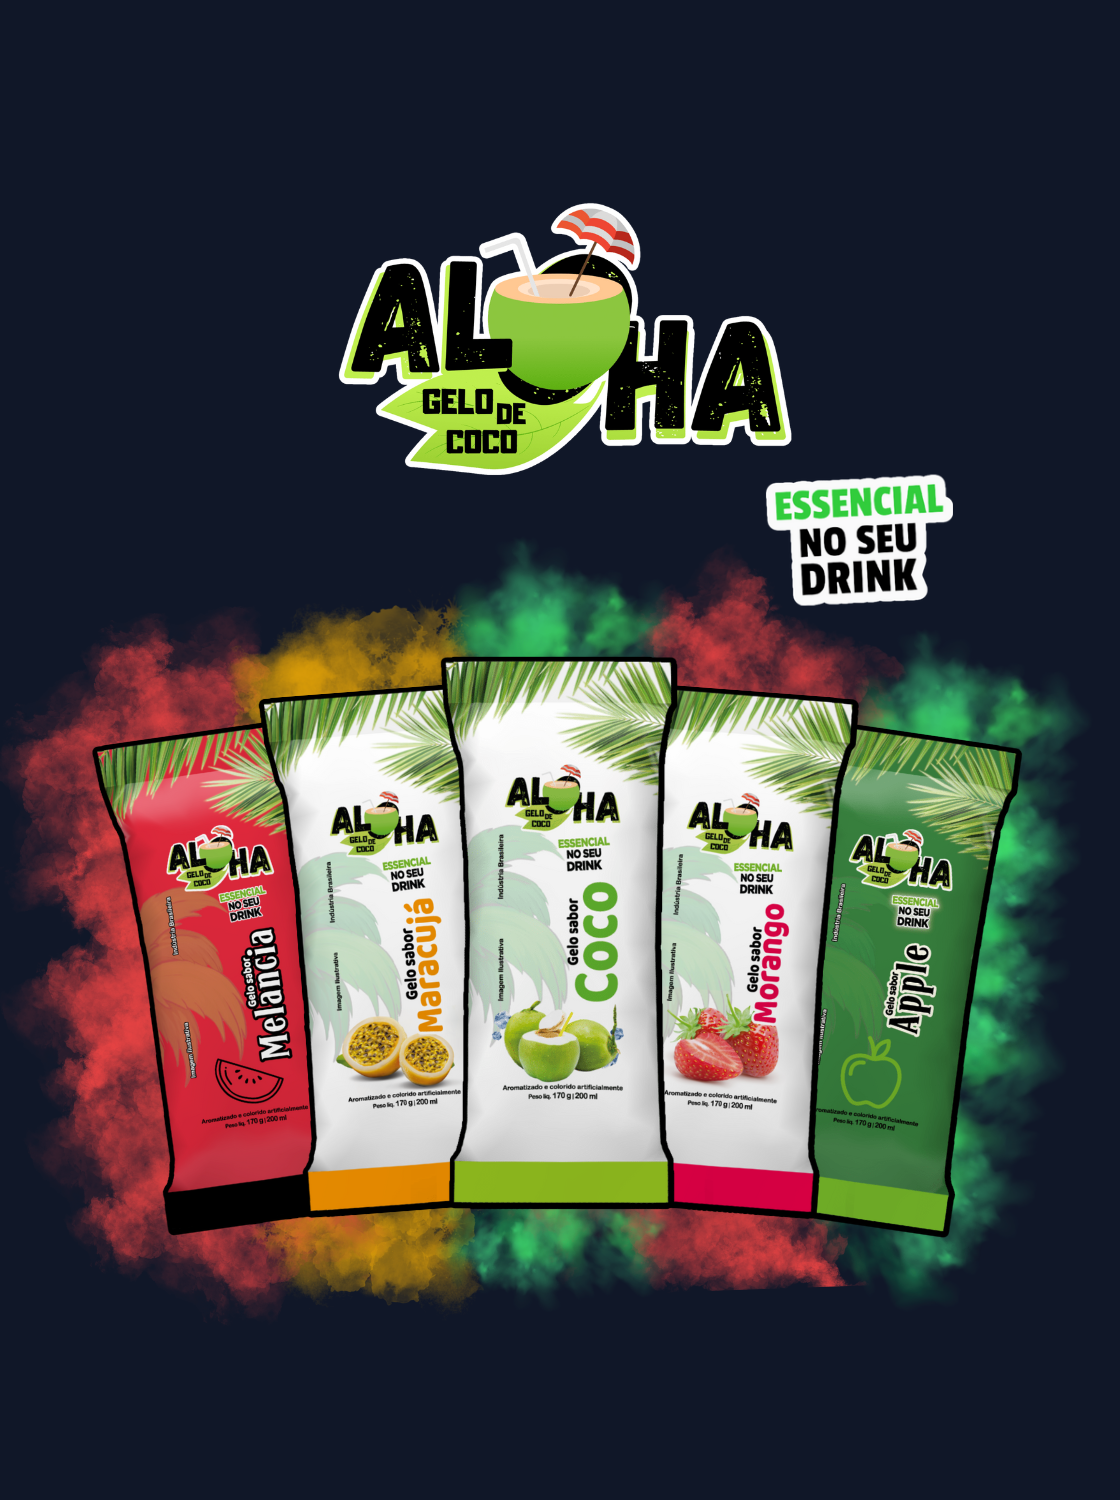 ALOHA
GELO DE
COCO
ESSENCIAL
NO SEU
DRINK
ALOHA
GELO DE
COCO
ESSENCIAL
NO SEU
DRINK
Indústria Brasileira
Imagem Ilustrativa
Gelo sabor
Melancia
Aromatizado e colorido artificialmente
Peso liq. 170 g | 200 ml
ALOHA
GELO DE
COCO
ESSENCIAL
NO SEU
DRINK
Indústria Brasileira
Imagem Ilustrativa
Gelo sabor
Maracujá
Aromatizado e colorido artificialmente
Peso liq. 170 g | 200 ml
ALOHA
GELO DE
COCO
ESSENCIAL
NO SEU
DRINK
Indústria Brasileira
Imagem Ilustrativa
Gelo sabor
Coco
Aromatizado e colorido artificialmente
Peso liq. 170 g | 200 ml
ALOHA
GELO DE
COCO
ESSENCIAL
NO SEU
DRINK
Indústria Brasileira
Imagem Ilustrativa
Gelo sabor
Morango
Aromatizado e colorido artificialmente
Peso liq. 170 g | 200 ml
ALOHA
GELO DE
COCO
ESSENCIAL
NO SEU
DRINK
Indústria Brasileira
Gelo sabor
Apple
e colorido artificialmente
Peso liq. 170 g | 200 ml